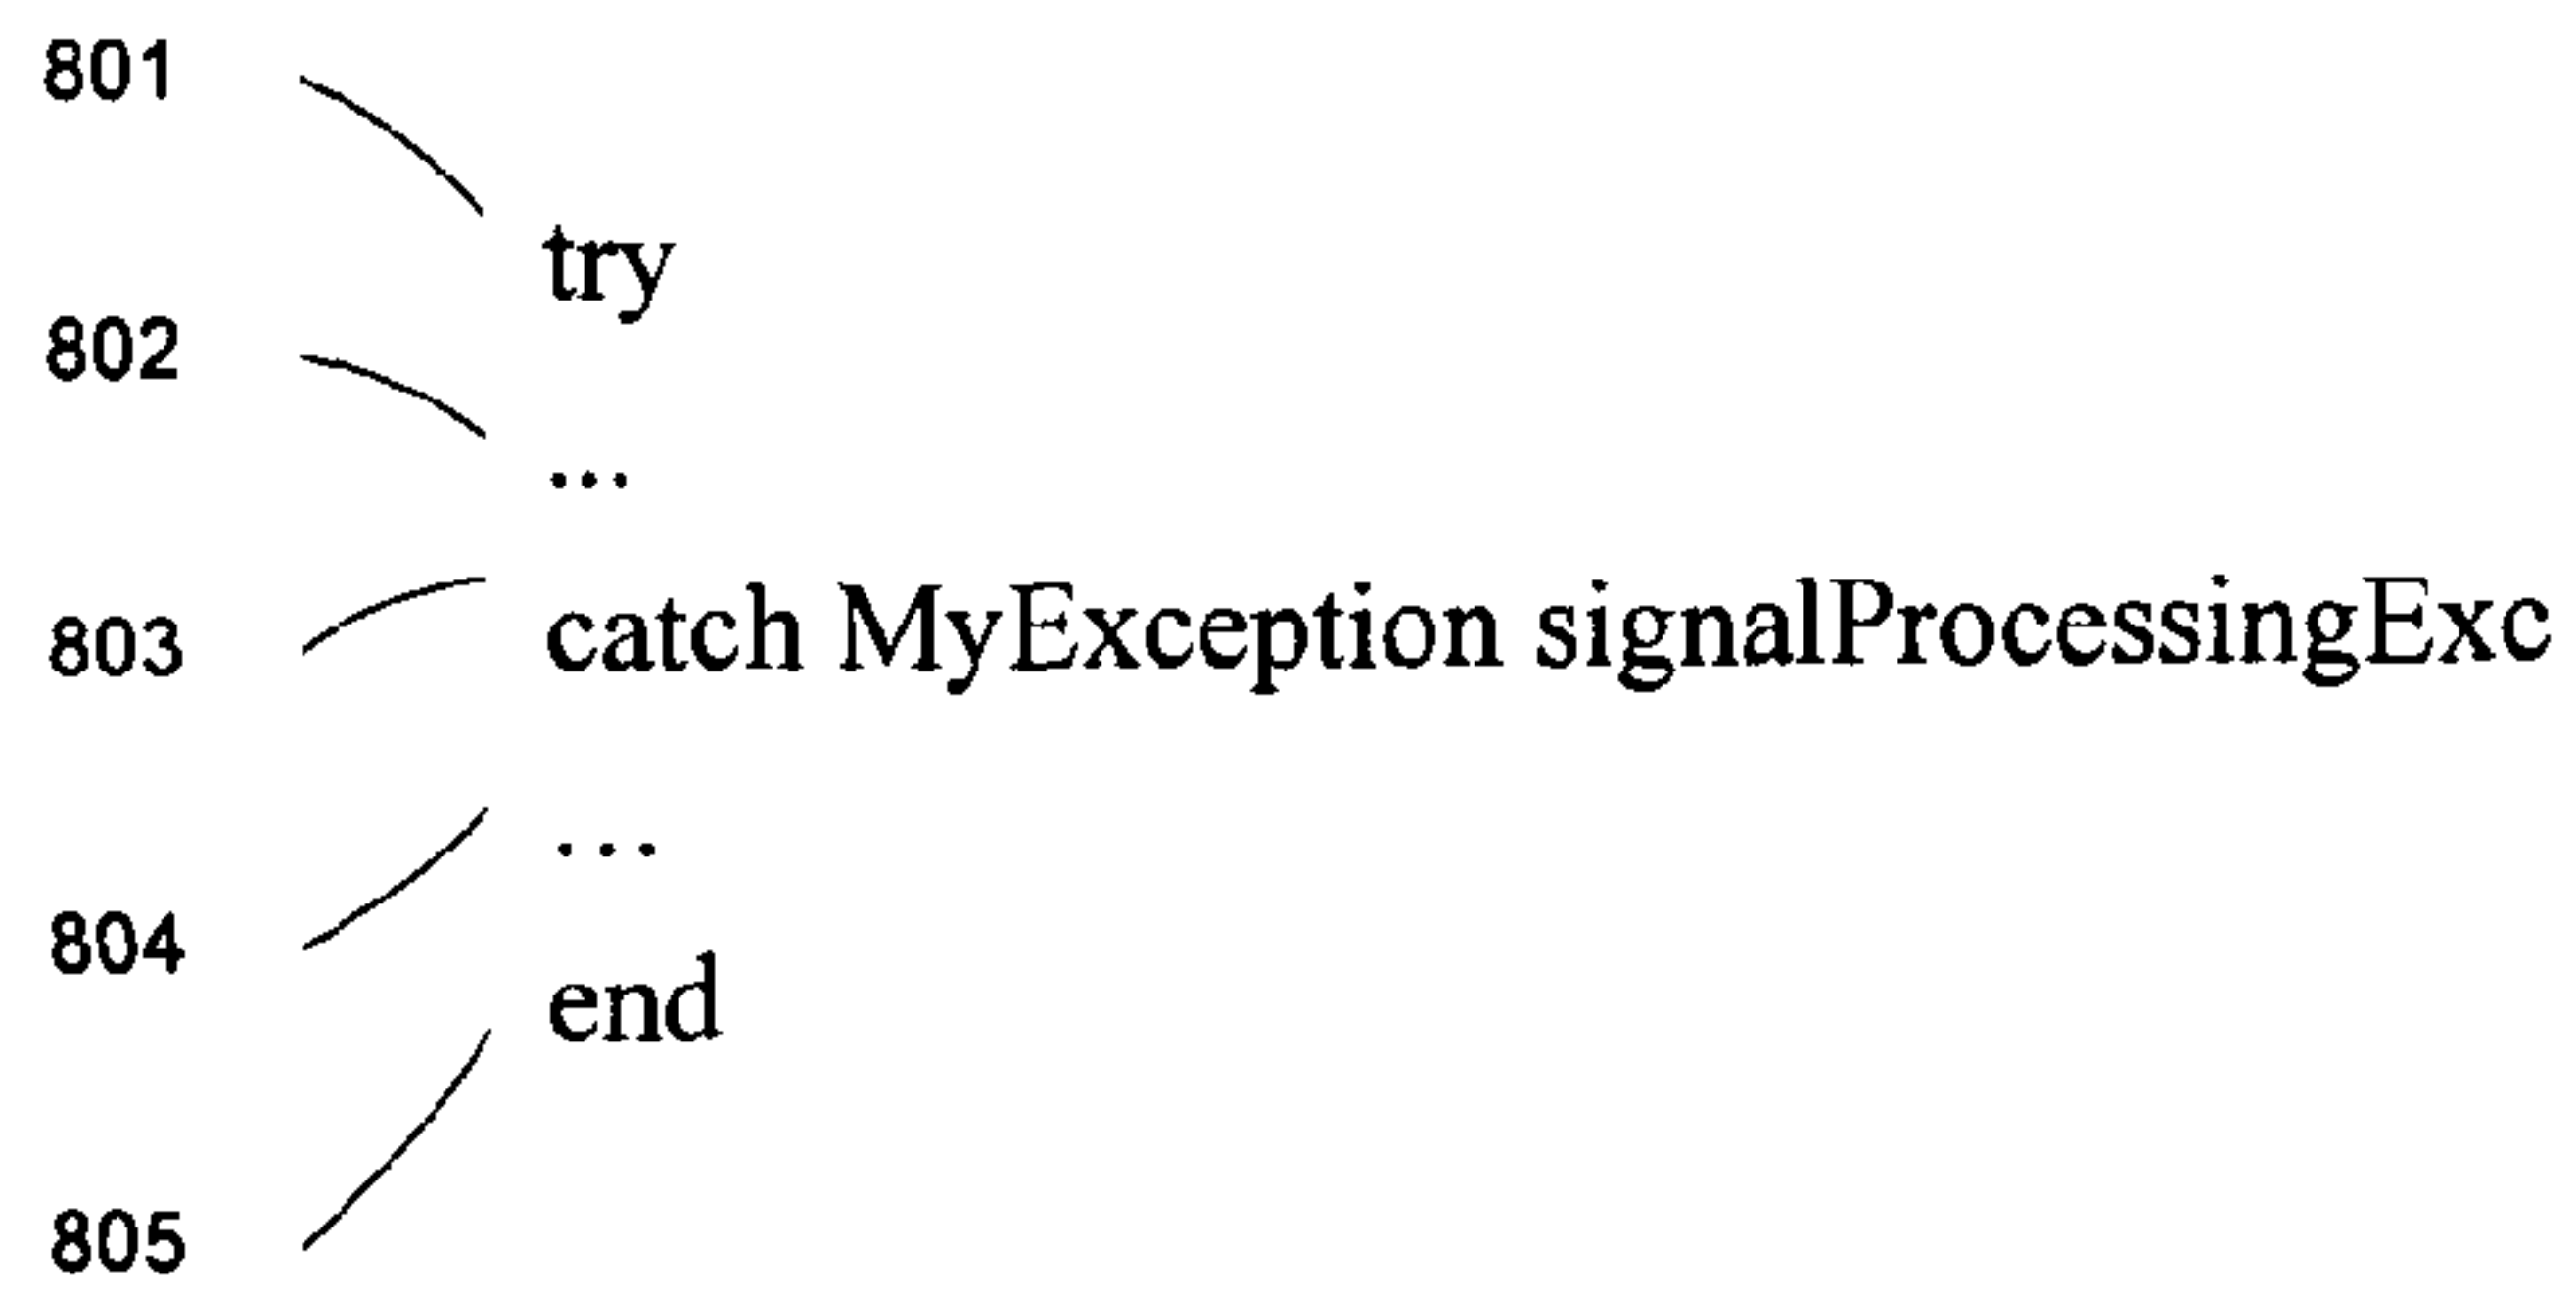 801
try
802
...
catch MyException signalProcessingExc
803
...
804
end
805